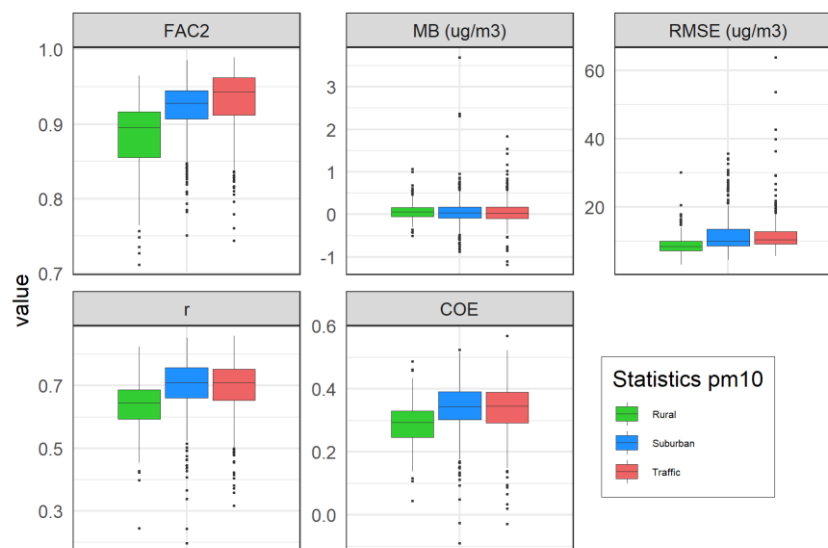 FAC2
MB (ug/m3)
RMSE (ug/m3)
1.0
0.9
0.8
0.7
3
2
1
0
-1
60
40
20
value
r
COE
0.7
0.5
0.3
0.6
0.4
0.2
0.0
Statistics pm10
Rural
Suburban
Traffic